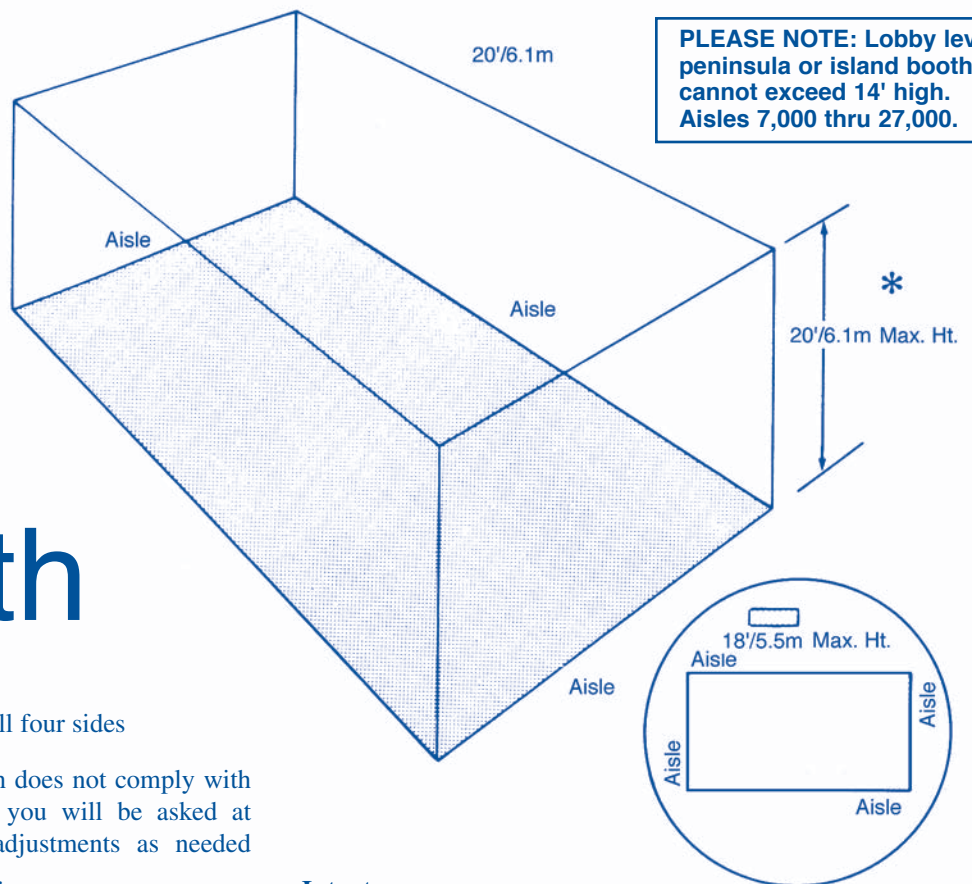 20'/6.1m
PLEASE NOTE: Lobby lev
peninsula or island booth
cannot exceed 14' high.
Aisles 7,000 thru 27,000.
Aisle
Aisle
*
20'/6.1m Max. Ht.
th
18'/5.5m Max. Ht.
Aisle
Aisle
Aisle
Aisle
Aisle
ll four sides
n does not comply with
you will be asked at
adjustments as needed